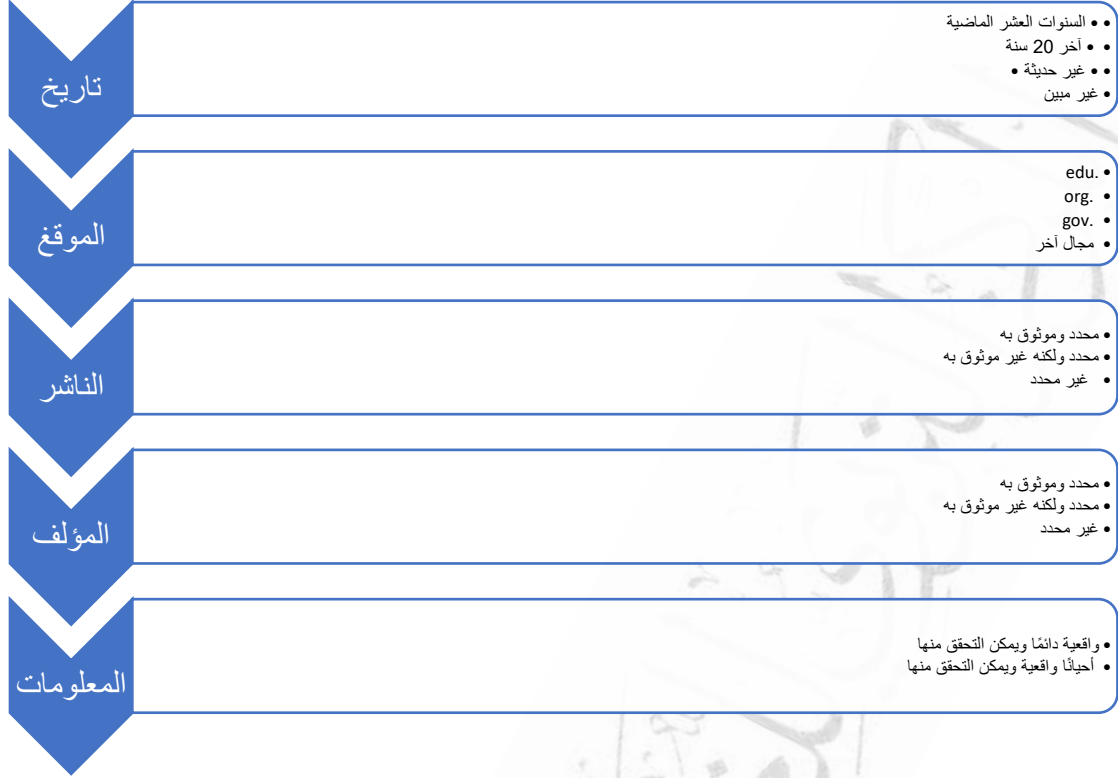 تاريخ
• • السنوات العشر الماضية
• • آخر 20 سنة
• • غير حديثة •
• غير مبين
الموقغ
• .edu
• .org
• .gov
• مجال آخر
الناشر
• محدد وموثوق به
• محدد ولكنه غير موثوق به
• غير محدد
المؤلف
• محدد وموثوق به
• محدد ولكنه غير موثوق به
• غير محدد
المعلومات
• واقعية دائمًا ويمكن التحقق منها
• أحيانًا واقعية ويمكن التحقق منها